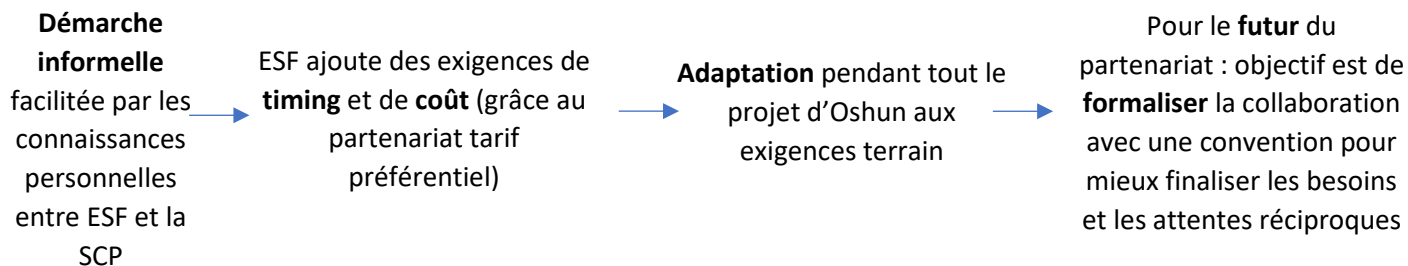 Démarche
informelle
facilitée par les
connaissances
personnelles
entre ESF et la
SCP
ESF ajoute des exigences de
timing et de coût (grâce au
partenariat tarif
préférentiel)
Adaptation pendant tout le
projet d’Oshun aux
exigences terrain
Pour le futur du
partenariat : objectif est de
formaliser la collaboration
avec une convention pour
mieux finaliser les besoins
et les attentes réciproques